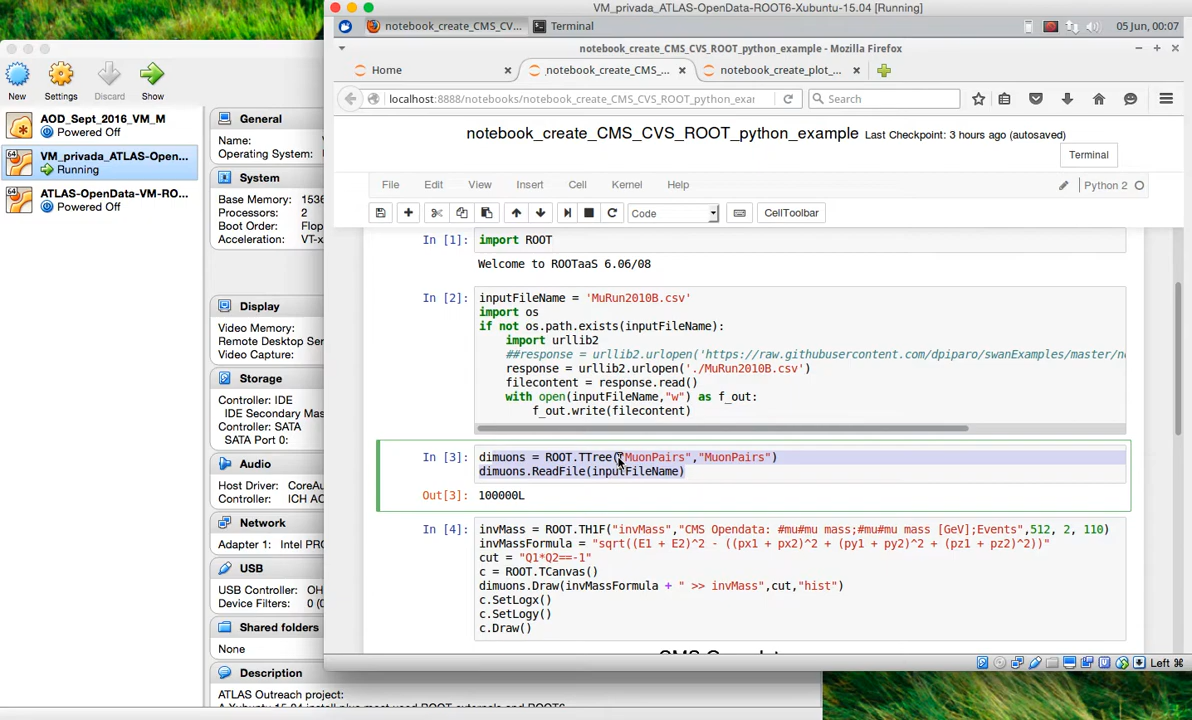 VM_privada_ATLAS-OpenData-ROOT6-Xubuntu-15.04 [Running]
notebook_create_CMS_CV... Terminal 05 Jun, 00:07
notebook_create_CMS_CVS_ROOT_python_example - Mozilla Firefox
Home notebook_create_CMS_... notebook_create_plot_...
localhost:8888/notebooks/notebook_create_CMS_CVS_ROOT_python_exar Search
notebook_create_CMS_CVS_ROOT_python_example Last Checkpoint: 3 hours ago (autosaved)
Terminal
File Edit View Insert Cell Kernel Help Python 2
Code CellToolbar
In [1]: import ROOT
Welcome to ROOTaaS 6.06/08
In [2]: inputFileName = 'MuRun2010B.csv'
import os
if not os.path.exists(inputFileName):
import urllib2
##response = urllib2.urlopen('https://raw.githubusercontent.com/dpiparo/swanExamples/master/n
response = urllib2.urlopen('./MuRun2010B.csv')
filecontent = response.read()
with open(inputFileName,"w") as f_out:
f_out.write(filecontent)
In [3]: dimuons = ROOT.TTree("MuonPairs","MuonPairs")
dimuons.ReadFile(inputFileName)
Out[3]: 100000L
In [4]: invMass = ROOT.TH1F("invMass","CMS Opendata: #mu#mu mass;#mu#mu mass [GeV];Events",512, 2, 110)
invMassFormula = "sqrt((E1 + E2)^2 - ((px1 + px2)^2 + (py1 + py2)^2 + (pz1 + pz2)^2))"
cut = "Q1*Q2==-1"
c = ROOT.TCanvas()
dimuons.Draw(invMassFormula + " >> invMass",cut,"hist")
c.SetLogx()
c.SetLogy()
c.Draw()
Left ⌘
New Settings Discard Show
AOD_Sept_2016_VM_M
Powered Off
VM_privada_ATLAS-Open...
Running
ATLAS-OpenData-VM-RO...
Powered Off
General
Name:
Operating System:
System
Base Memory: 1536
Processors: 2
Boot Order: Flop
Acceleration: VT-x
Display
Video Memory:
Remote Desktop Ser
Video Capture:
Storage
Controller: IDE
IDE Secondary Mas
Controller: SATA
SATA Port 0:
Audio
Host Driver: CoreAu
Controller: ICH AC
Network
Adapter 1: Intel PRO
USB
USB Controller: OH
Device Filters: 0 (0
Shared folders
None
Description
ATLAS Outreach project: